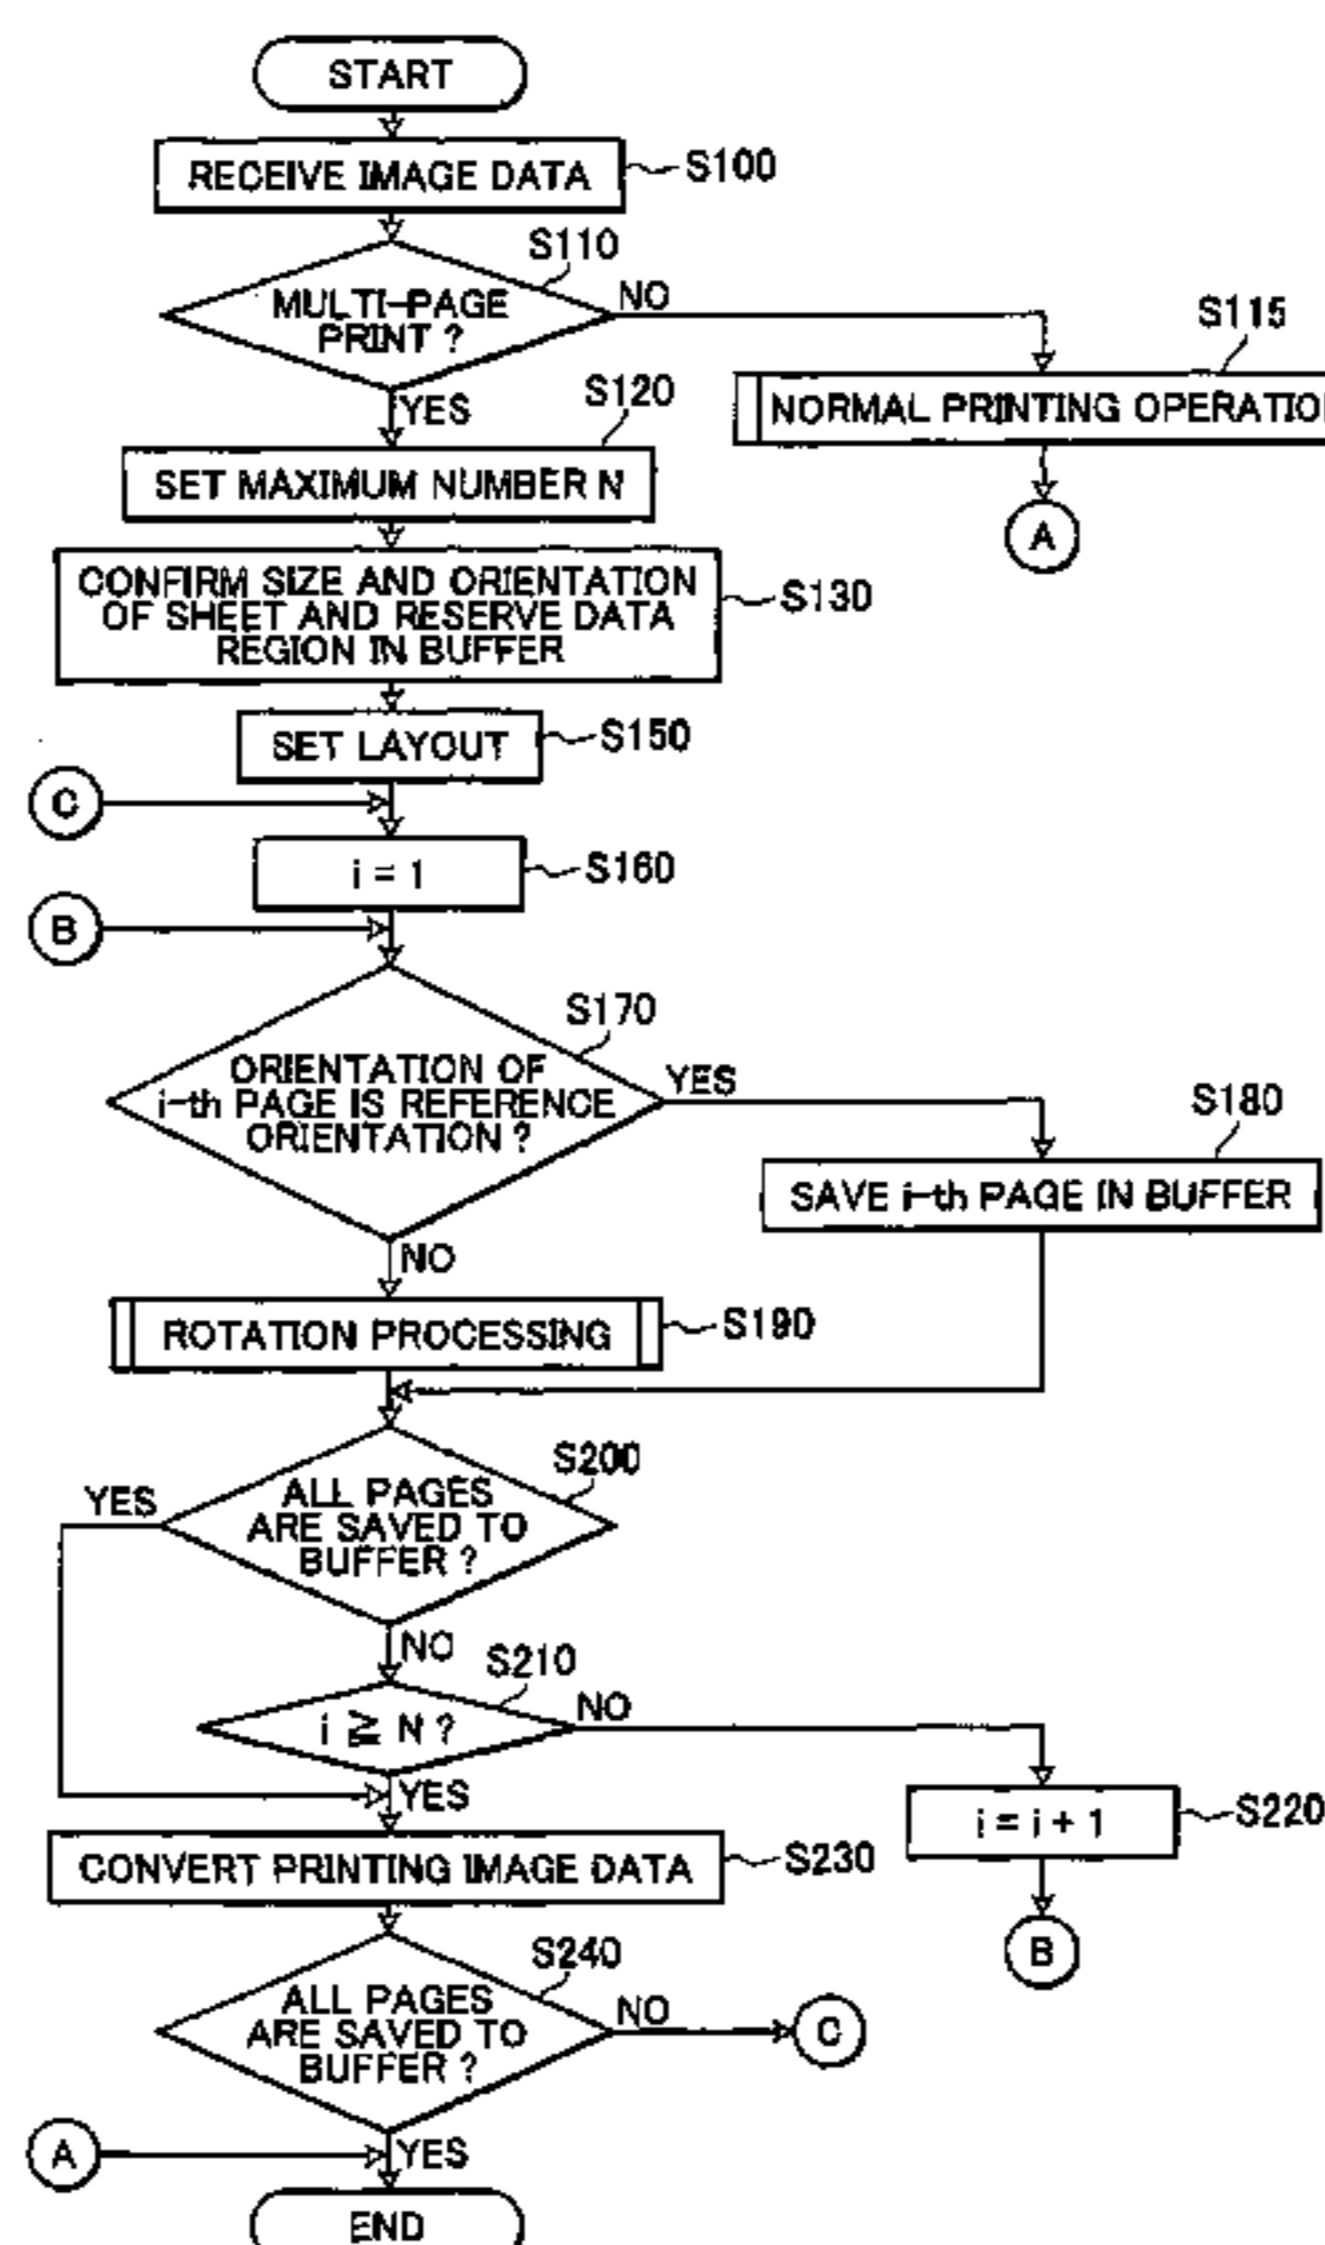 START
RECEIVE IMAGE DATA
S100
S110
MULTI-PAGE
PRINT ?
NO
S115
YES
S120
NORMAL PRINTING OPERATIO
SET MAXIMUM NUMBER N
A
CONFIRM SIZE AND ORIENTATION
OF SHEET AND RESERVE DATA
REGION IN BUFFER
S130
SET LAYOUT
S150
C
i = 1
S160
B
S170
ORIENTATION OF
i-th PAGE IS REFERENCE
ORIENTATION ?
YES
S180
SAVE i-th PAGE IN BUFFER
NO
ROTATION PROCESSING
S190
S200
YES
ALL PAGES
ARE SAVED TO
BUFFER ?
NO
S210
i ≧ N ?
NO
YES
i = i + 1
S220
CONVERT PRINTING IMAGE DATA
S230
B
S240
ALL PAGES
ARE SAVED TO
BUFFER ?
NO
C
A
YES
END